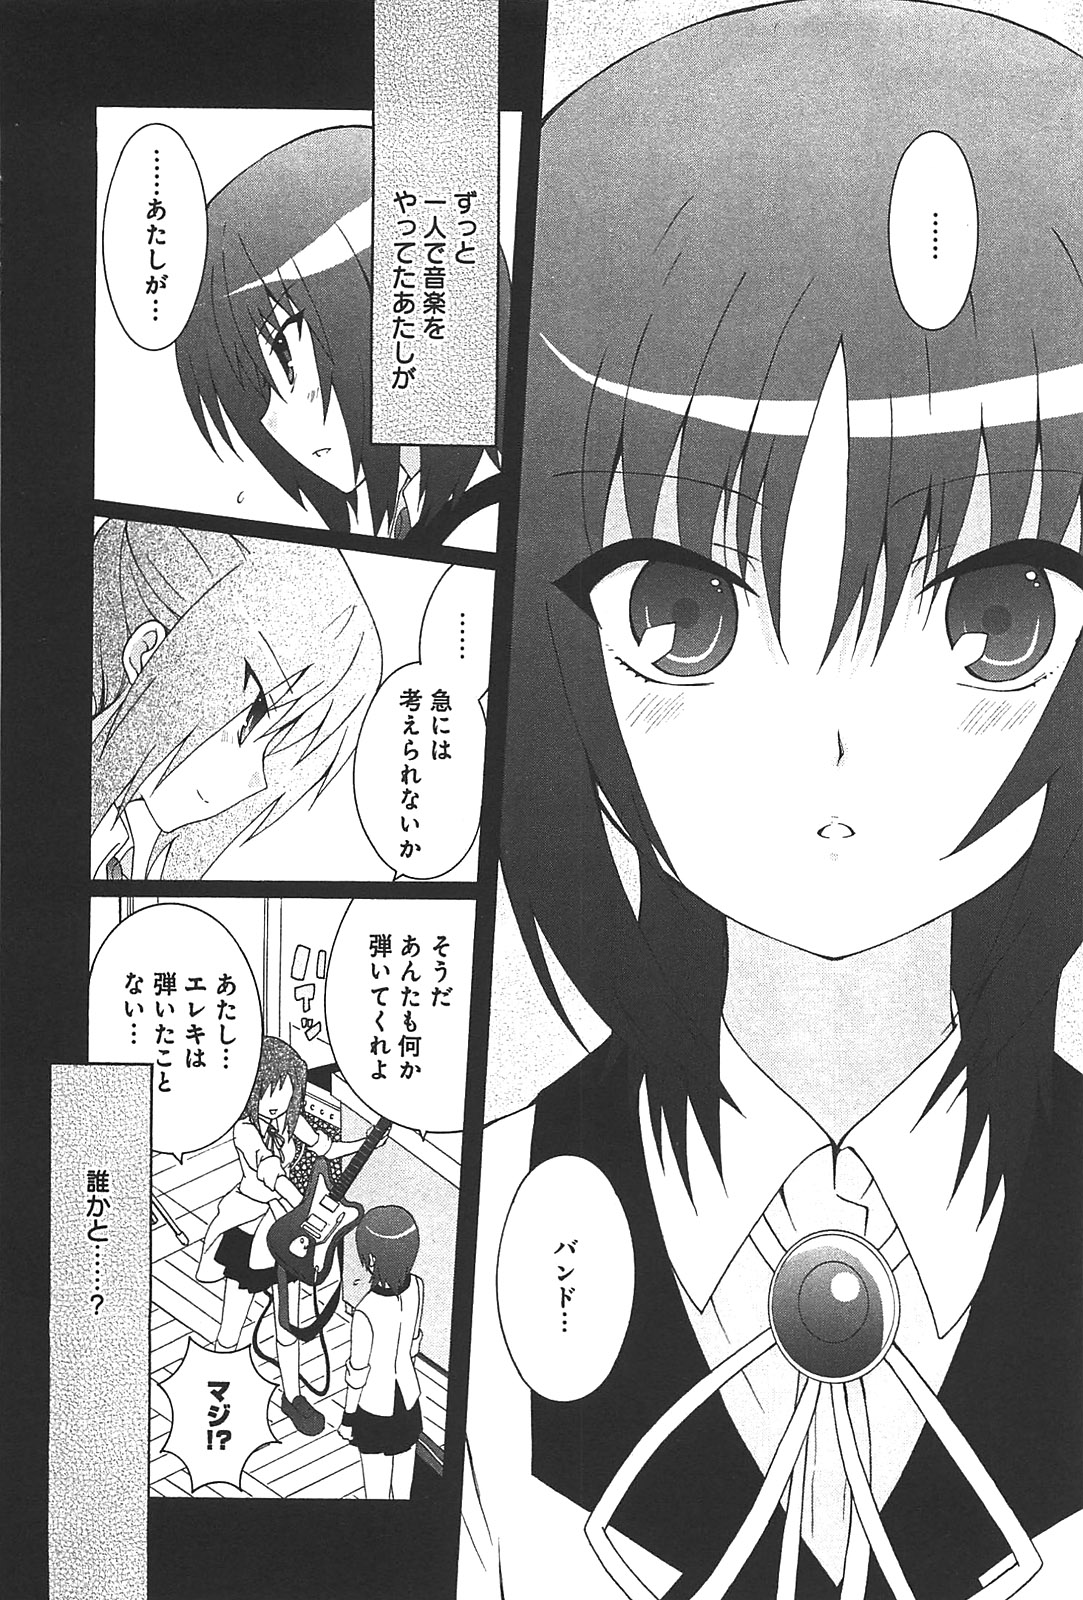 ……
バンド…
ずっと
一人で音楽を
やってたあたしが
……あたしが…
……
急には
考えられないか
そうだ
あんたも何か
弾いてくれよ
バイッ
あたし…
エレキは
弾いたこと
ない…
マジ!?
誰かと……?